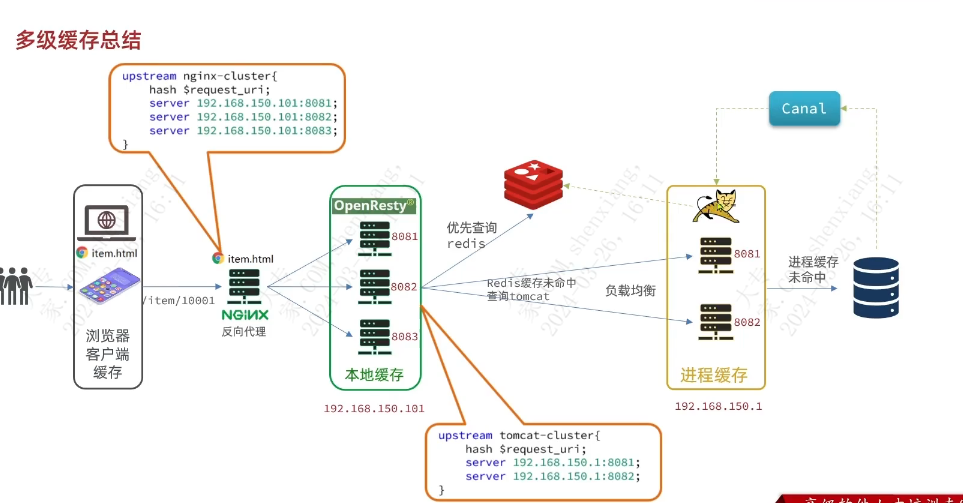 多级缓存总结
upstream nginx-cluster{
hash $request_uri;
server 192.168.150.101:8081;
server 192.168.150.101:8082;
server 192.168.150.101:8083;
}
Canal
OpenResty
8081
8082
8083
本地缓存
192.168.150.101
item.html
浏览器
客户端
缓存
/item/10001
item.html
NGINX
反向代理
优先查询
redis
Redis缓存未命中
查询tomcat
负载均衡
8081
8082
进程缓存
192.168.150.1
进程缓存
未命中
upstream tomcat-cluster{
hash $request_uri;
server 192.168.150.1:8081;
server 192.168.150.1:8082;
}